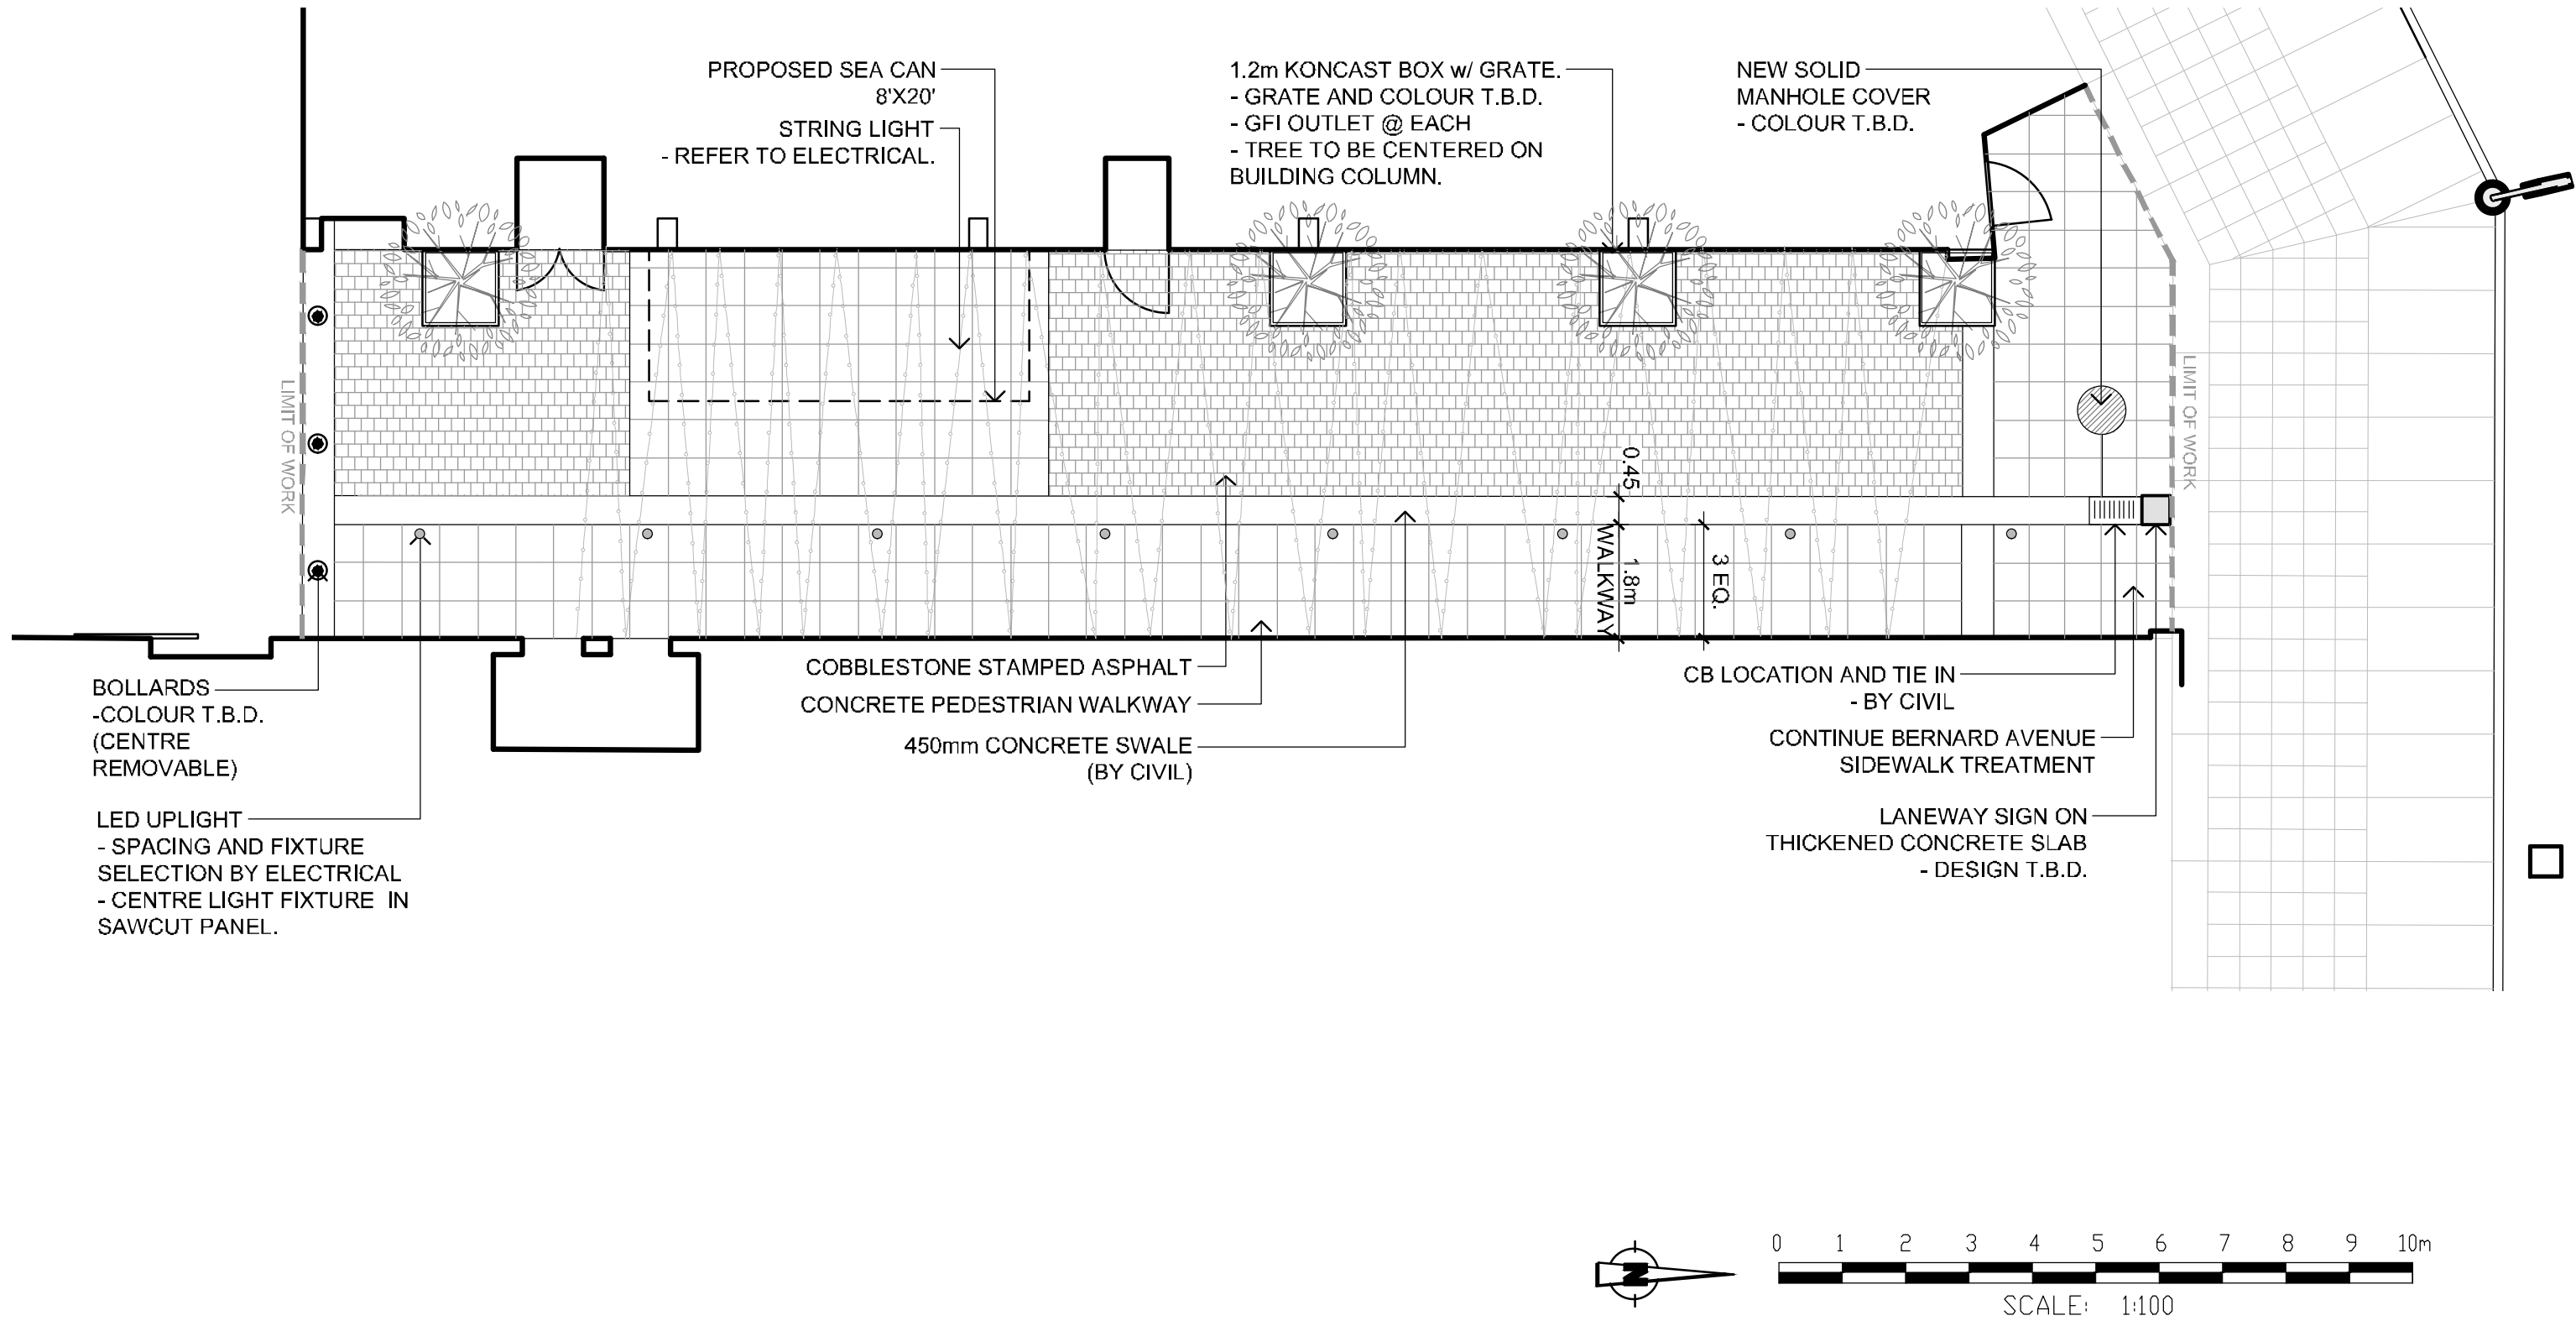 PROPOSED SEA CAN
8'X20'
STRING LIGHT
- REFER TO ELECTRICAL.
1.2m KONCAST BOX w/ GRATE.
- GRATE AND COLOUR T.B.D.
- GFI OUTLET @ EACH
- TREE TO BE CENTERED ON
BUILDING COLUMN.
NEW SOLID
MANHOLE COVER
- COLOUR T.B.D.
LIMIT OF WORK
LIMIT OF WORK
0.45
1.8m
WALKWAY
3 EQ.
BOLLARDS
-COLOUR T.B.D.
(CENTRE
REMOVABLE)
LED UPLIGHT
- SPACING AND FIXTURE
SELECTION BY ELECTRICAL
- CENTRE LIGHT FIXTURE IN
SAWCUT PANEL.
COBBLESTONE STAMPED ASPHALT
CONCRETE PEDESTRIAN WALKWAY
450mm CONCRETE SWALE
(BY CIVIL)
CB LOCATION AND TIE IN
- BY CIVIL
CONTINUE BERNARD AVENUE
SIDEWALK TREATMENT
LANEWAY SIGN ON
THICKENED CONCRETE SLAB
- DESIGN T.B.D.
N
0 1 2 3 4 5 6 7 8 9 10m
SCALE: 1:100